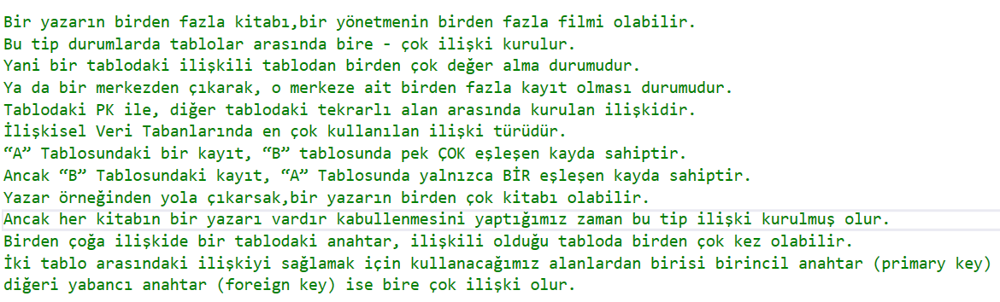 Bir yazarın birden fazla kitabı,bir yönetmenin birden fazla filmi olabilir.
Bu tip durumlarda tablolar arasında bire - çok ilişki kurulur.
Yani bir tablodaki ilişkili tablodan birden çok değer alma durumudur.
Ya da bir merkezden çıkarak, o merkeze ait birden fazla kayıt olması durumudur.
Tablodaki PK ile, diğer tablodaki tekrarlı alan arasında kurulan ilişkidir.
İlişkisel Veri Tabanlarında en çok kullanılan ilişki türüdür.
“A” Tablosundaki bir kayıt, “B” tablosunda pek ÇOK eşleşen kayda sahiptir.
Ancak “B” Tablosundaki kayıt, “A” Tablosunda yalnızca BİR eşleşen kayda sahiptir.
Yazar örneğinden yola çıkarsak,bir yazarın birden çok kitabı olabilir.
Ancak her kitabın bir yazarı vardır kabullenmesini yaptığımız zaman bu tip ilişki kurulmuş olur.
Birden çoğa ilişkide bir tablodaki anahtar, ilişkili olduğu tabloda birden çok kez olabilir.
İki tablo arasındaki ilişkiyi sağlamak için kullanacağımız alanlardan birisi birincil anahtar (primary key)
diğeri yabancı anahtar (foreign key) ise bire çok ilişki olur.